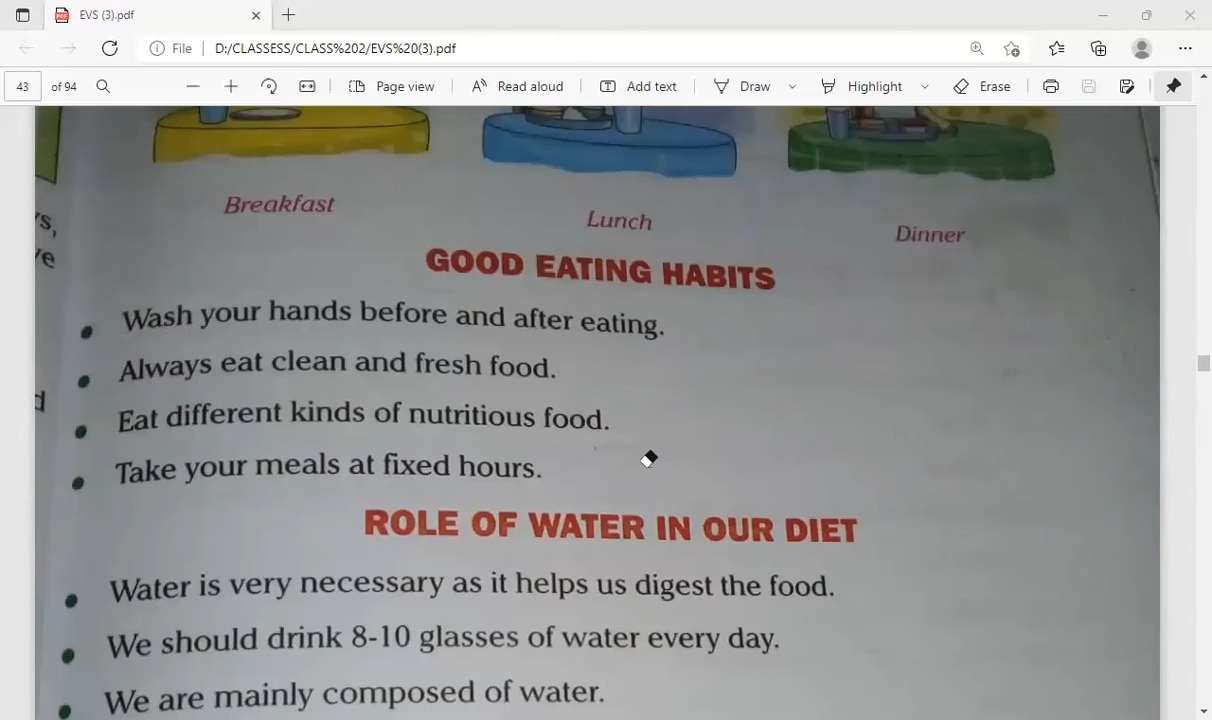 EVS (3).pdf
File
D:/CLASSESS/CLASS%202/EVS%20(3).pdf
43 of 94
Page view
Read aloud
Add text
Draw
Highlight
Erase
Breakfast
Lunch
Dinner
GOOD EATING HABITS
Wash your hands before and after eating.
Always eat clean and fresh food.
Eat different kinds of nutritious food.
Take your meals at fixed hours.
ROLE OF WATER IN OUR DIET
Water is very necessary as it helps us digest the food.
We should drink 8-10 glasses of water every day.
We are mainly composed of water.